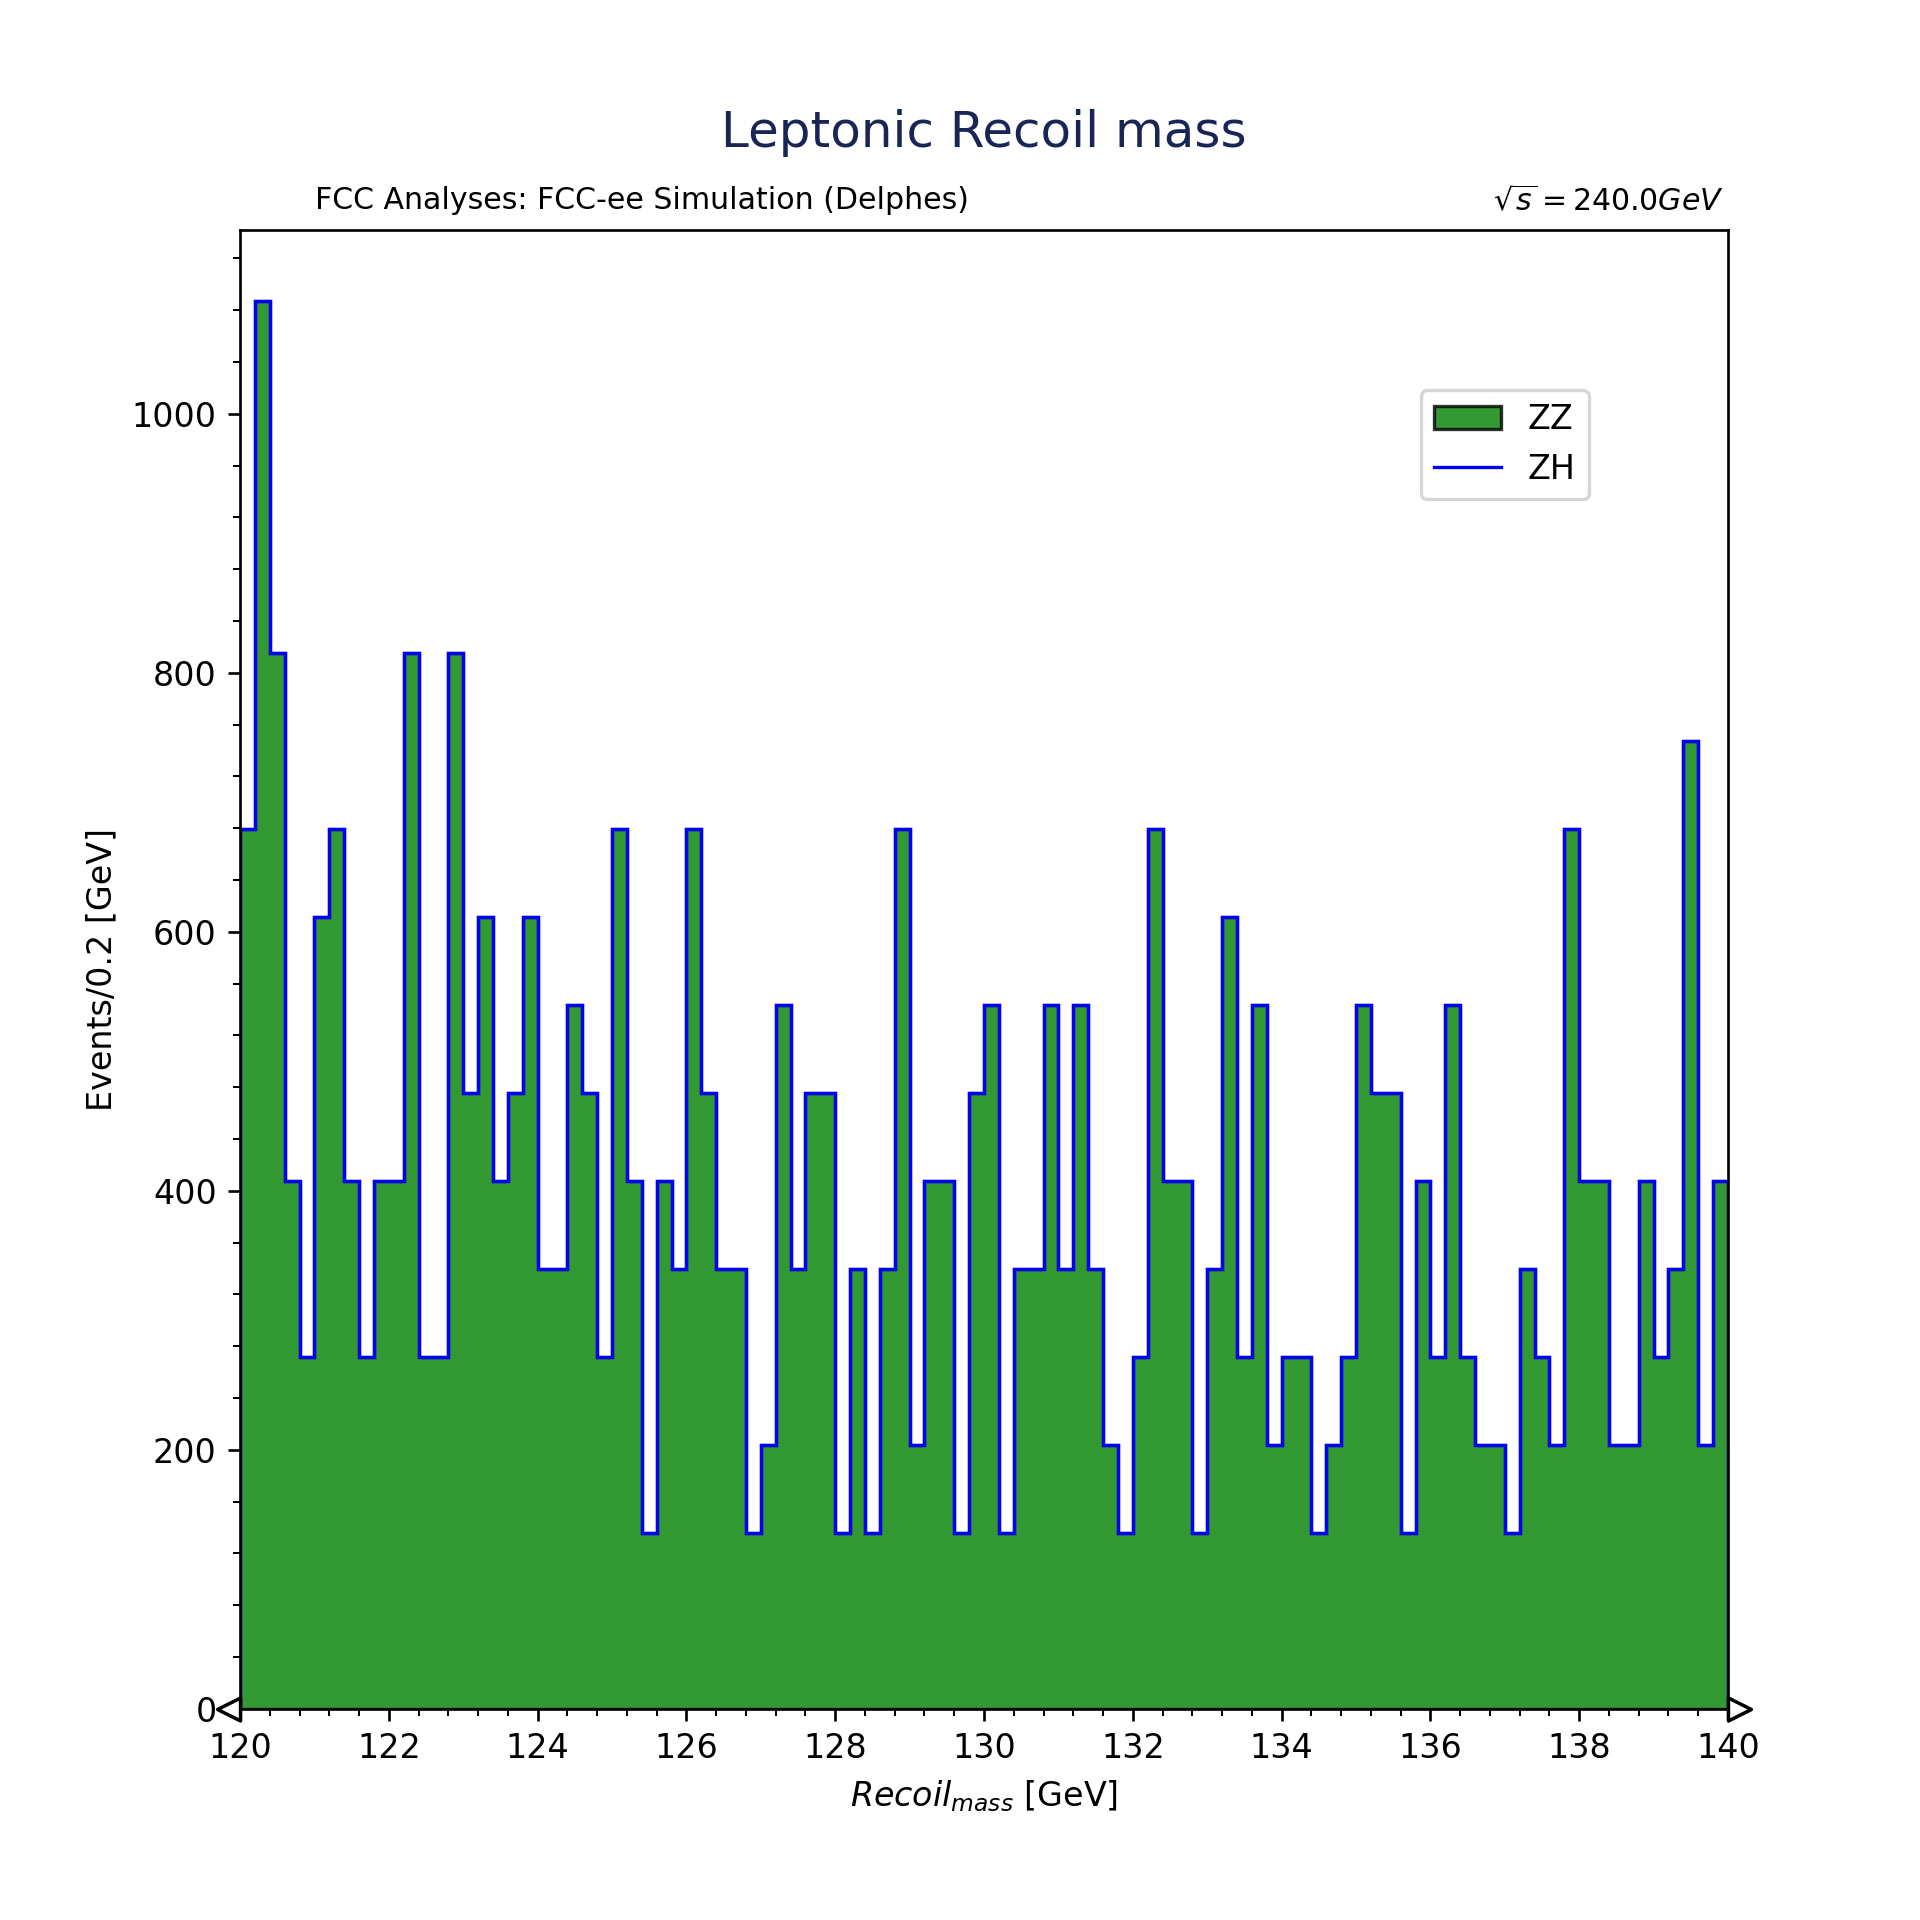 Leptonic Recoil mass
FCC Analyses: FCC-ee Simulation (Delphes)
√s = 240.0GeV
ZZ
ZH
1000
800
600
400
200
0
Events/0.2 [GeV]
120 122 124 126 128 130 132 134 136 138 140
Recoil_mass [GeV]